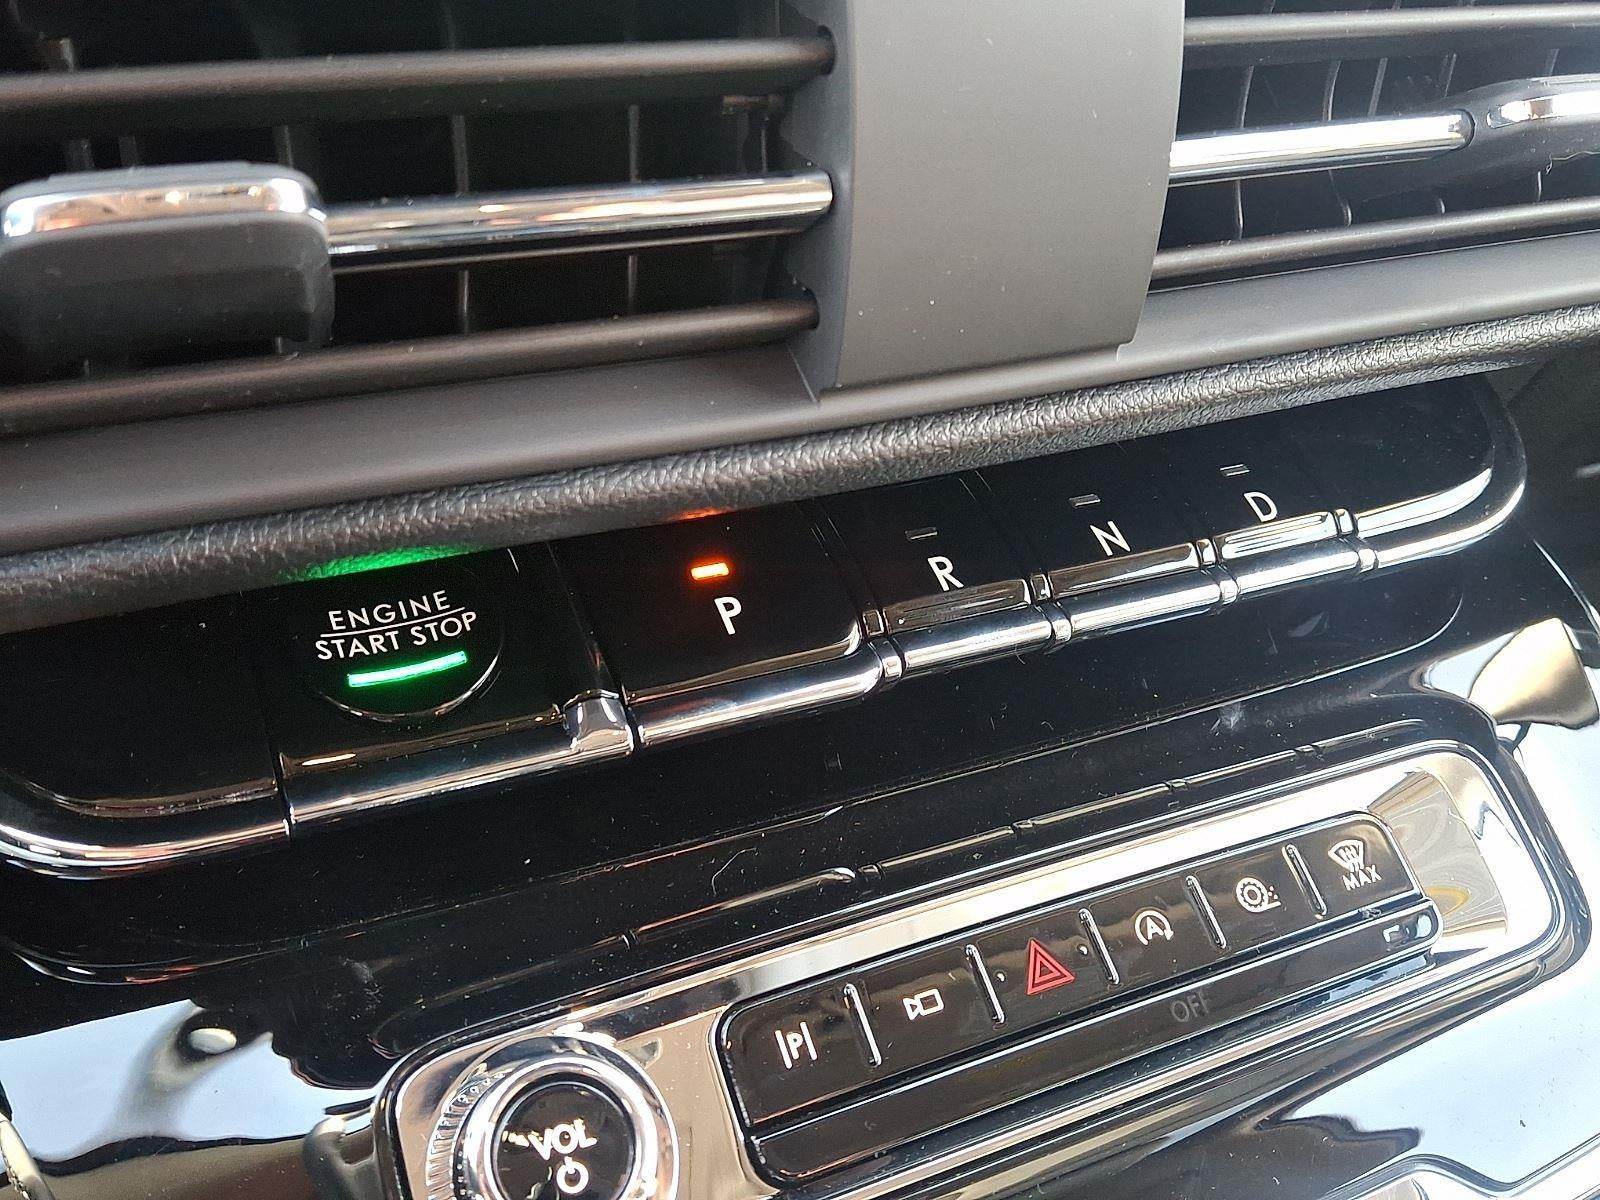 ENGINE
START STOP
P
R
N
D
P
A
MAX
OFF
VOL